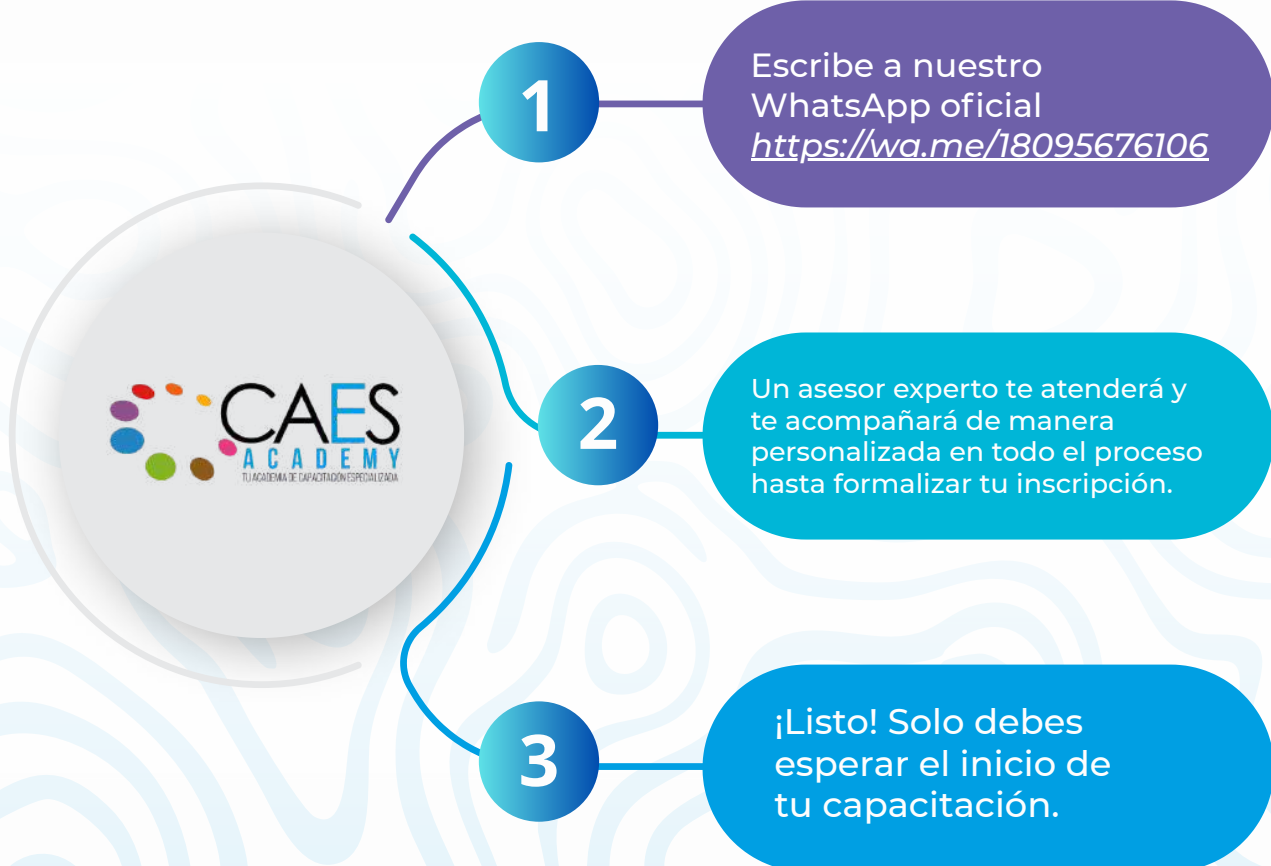 1
Escribe a nuestro
WhatsApp oficial
https://wa.me/18095676106
CAES
ACADEMY
TU ACADEMIA DE CAPACITACIÓN ESPECIALIZADA
2
Un asesor experto te atenderá y
te acompañará de manera
personalizada en todo el proceso
hasta formalizar tu inscripción.
3
¡Listo! Solo debes
esperar el inicio de
tu capacitación.